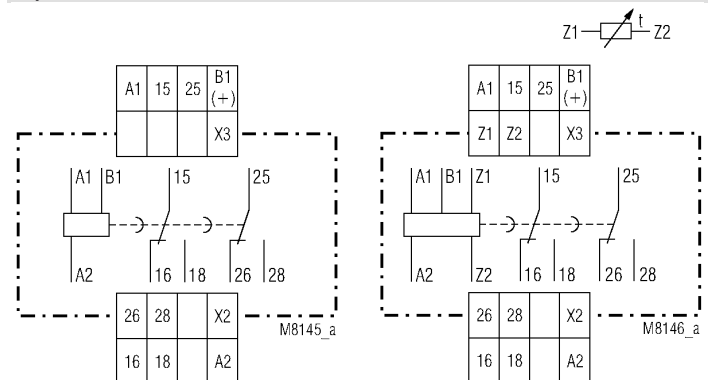 Z1 t Z2
A1 15 25 B1 (+)
X3
A1 B1 15 25
A2 16 18 26 28
26 28 X2
M8145_a
16 18 A2
A1 15 25 B1 (+)
Z1 Z2 X3
A1 B1 Z1 15 25
A2 Z2 16 18 26 28
26 28 X2
M8146_a
16 18 A2